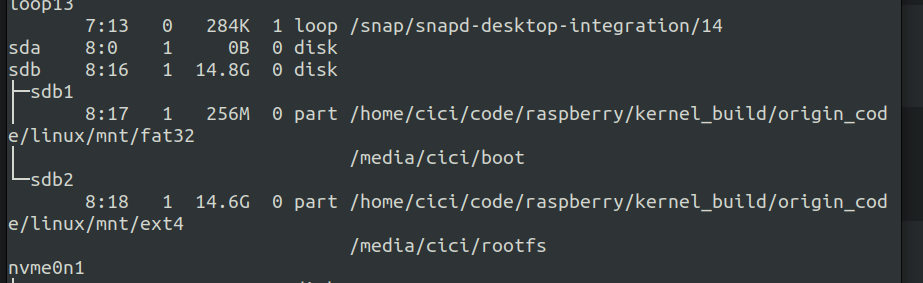 loop13
7:13 0 284K 1 loop /snap/snapd-desktop-integration/14
sda 8:0 1 0B 0 disk
sdb 8:16 1 14.8G 0 disk
├─sdb1
│ 8:17 1 256M 0 part /home/cici/code/raspberry/kernel_build/origin_cod
e/linux/mnt/fat32
│ /media/cici/boot
└─sdb2
8:18 1 14.6G 0 part /home/cici/code/raspberry/kernel_build/origin_cod
e/linux/mnt/ext4
/media/cici/rootfs
nvme0n1